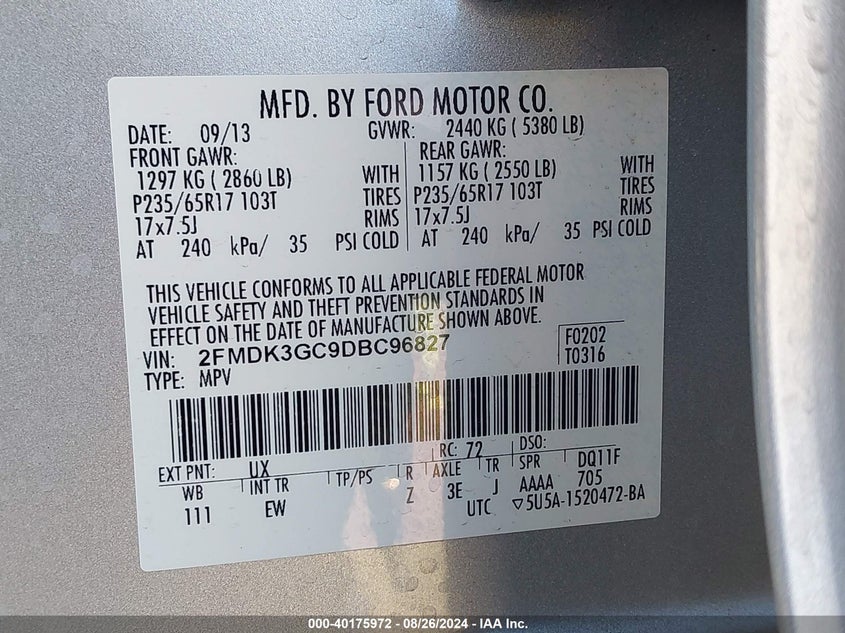 MFD. BY FORD MOTOR CO.
DATE: 09/13 GVWR: 2440 KG ( 5380 LB)
FRONT GAWR: REAR GAWR:
1297 KG ( 2860 LB) WITH 1157 KG ( 2550 LB) WITH
P235/65R17 103T TIRES P235/65R17 103T TIRES
17x7.5J RIMS 17x7.5J RIMS
AT 240 kPa/ 35 PSI COLD AT 240 kPa/ 35 PSI COLD
THIS VEHICLE CONFORMS TO ALL APPLICABLE FEDERAL MOTOR
VEHICLE SAFETY AND THEFT PREVENTION STANDARDS IN
EFFECT ON THE DATE OF MANUFACTURE SHOWN ABOVE.
VIN: 2FMDK3GC9DBC96827 F0202
TYPE: MPV T0316
EXT PNT: UX RC: 72 DSO:
WB INT TR TP/PS R AXLE TR SPR DQ11F
111 EW Z 3E J AAAA 705
UTC ▽5U5A-1520472-BA
000-40175972 - 08/26/2024 - IAA Inc.